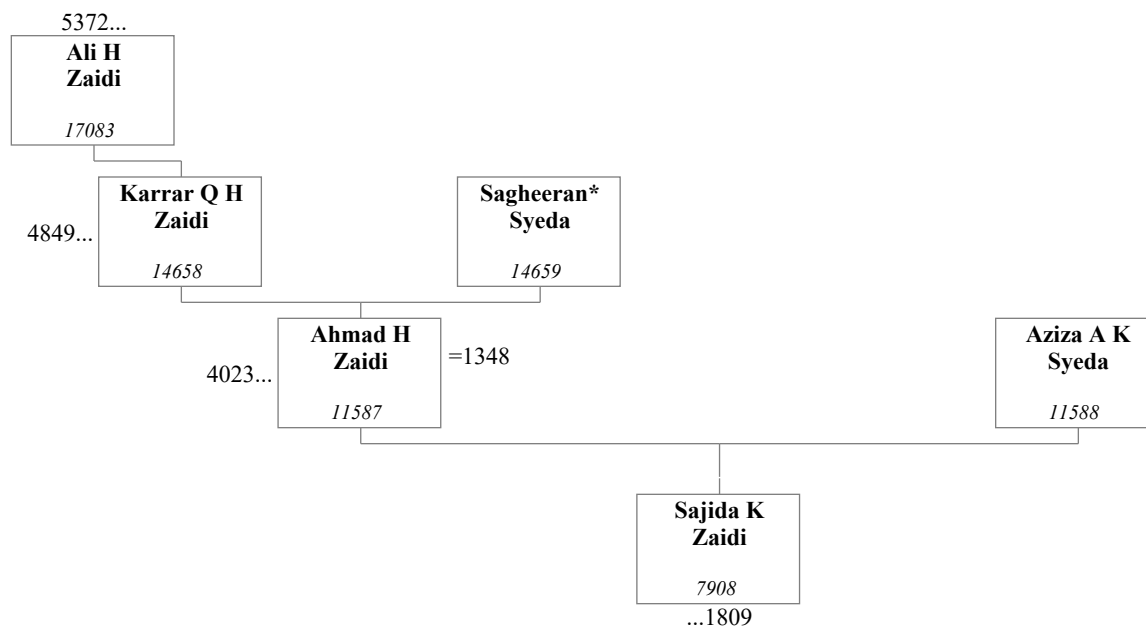 5372...
Ali H
Zaidi
17083
Karrar Q H
Zaidi
14658
4849...
Sagheeran*
Syeda
14659
Ahmad H
Zaidi
11587
=1348
4023...
Aziza A K
Syeda
11588
Sajida K
Zaidi
7908
...1809